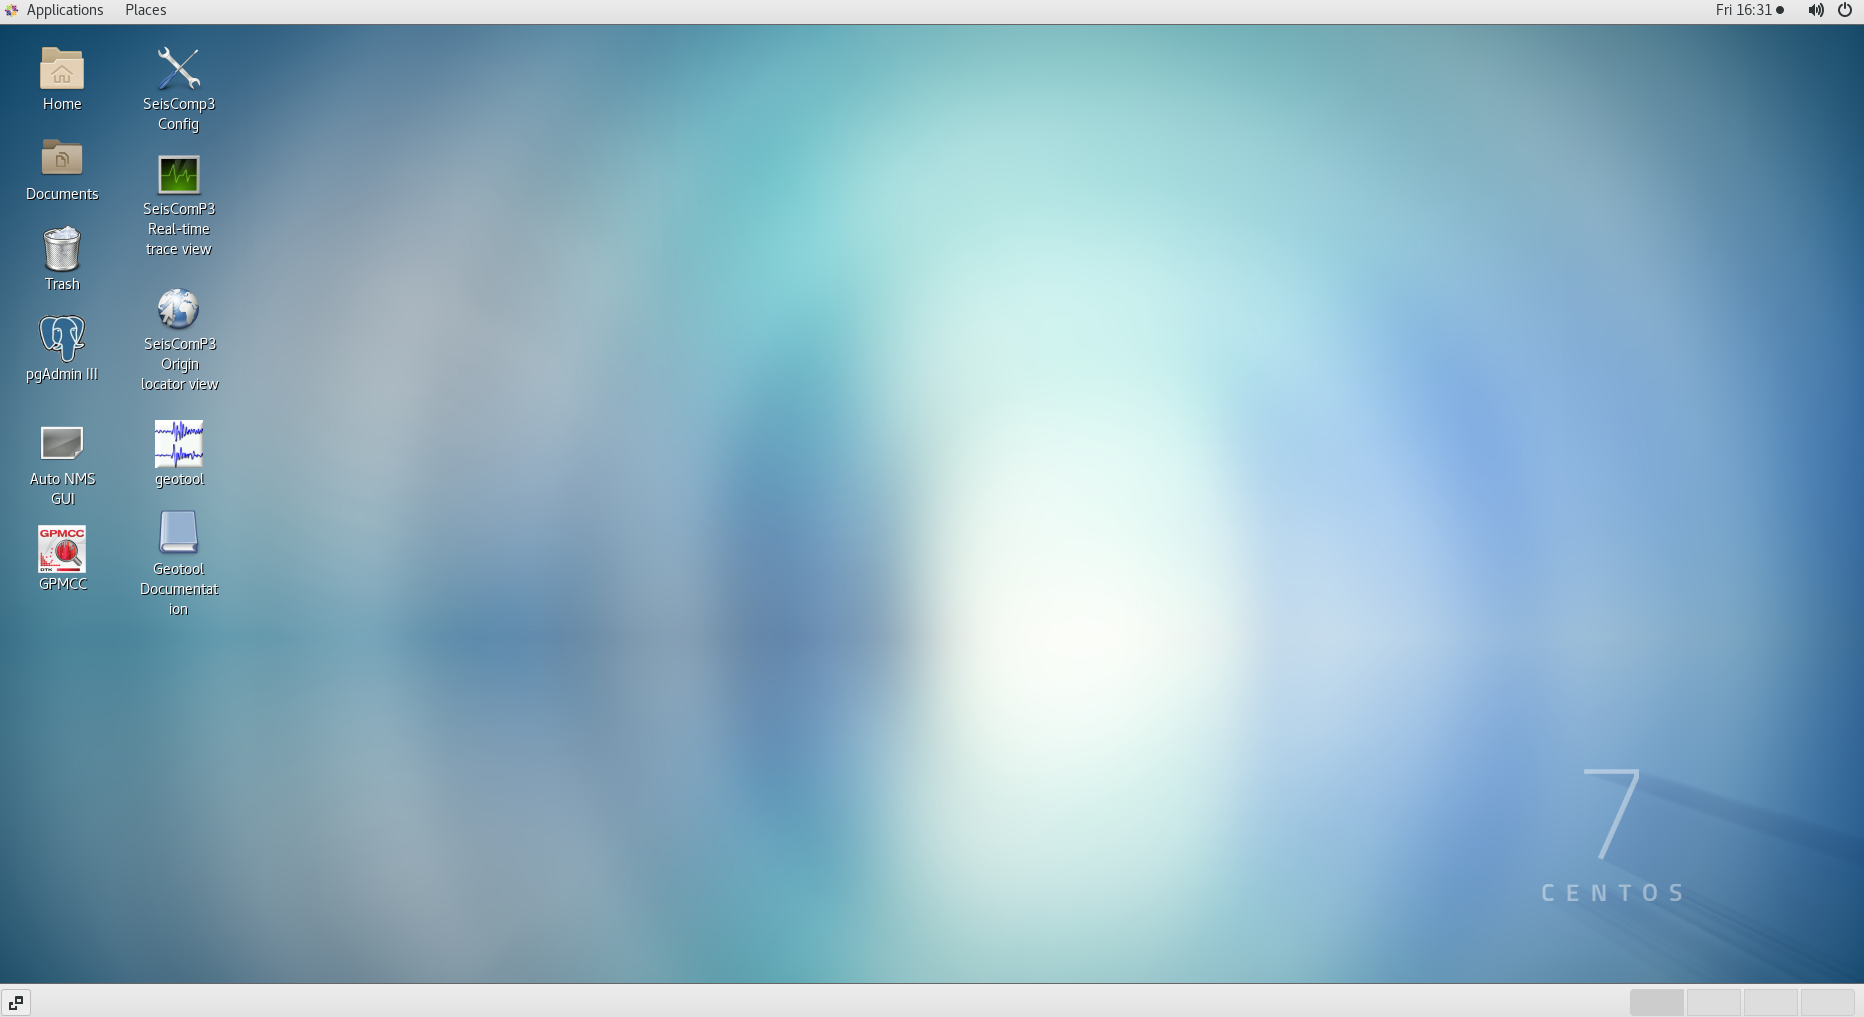 Applications Places Fri 16:31
Home
Documents
Trash
pgAdmin III
Auto NMS
GUI
GPMCC
DTK
GPMCC
SeisComp3
Config
SeisComP3
Real-time
trace view
SeisComP3
Origin
locator view
geotool
Geotool
Documentat
ion
7
CENTOS